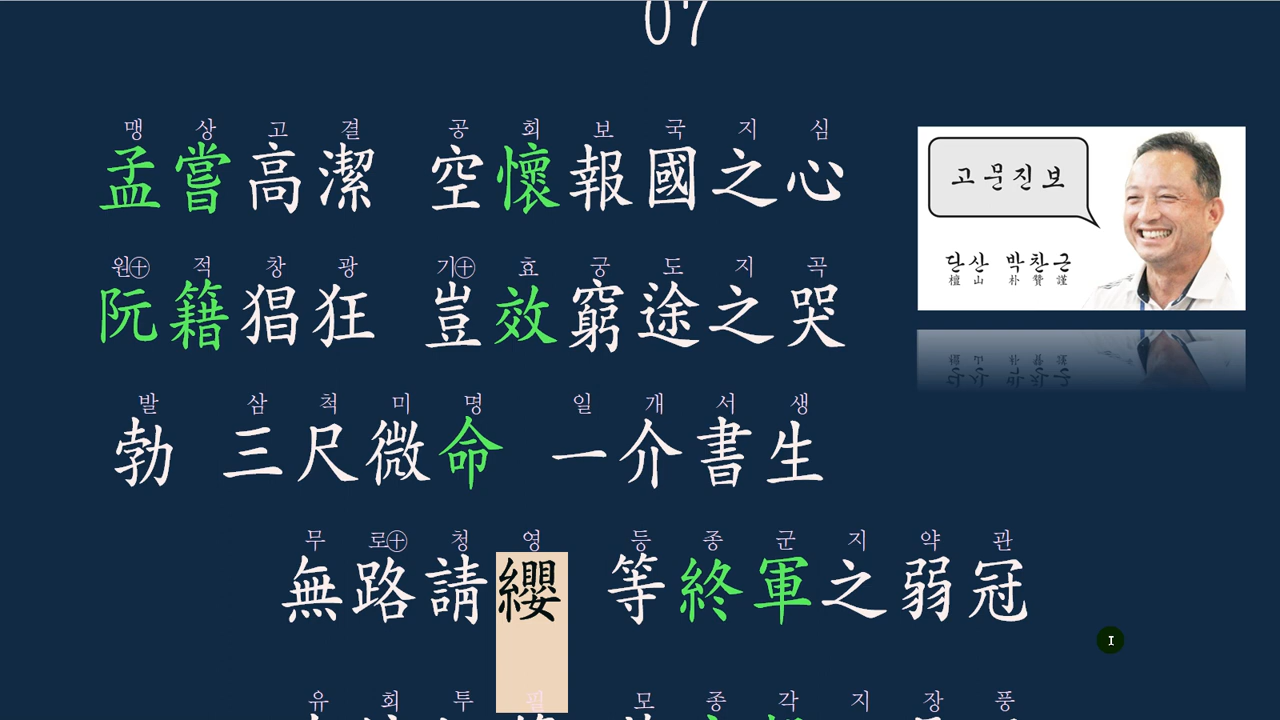 07
맹 상 고 결 공 회 보 국 지 심
孟嘗高潔 空懷報國之心
원㊉ 적 창 광 기㊉ 효 궁 도 지 곡
阮籍猖狂 豈效窮途之哭
발 삼 척 미 명 일 개 서 생
勃 三尺微命 一介書生
무 로㊉ 청 영 등 종 군 지 약 관
無路請纓 等終軍之弱冠
유 회 투 필 모 종 각 지 장 풍
고문진보
단산 박찬근
檀山 朴贊謹